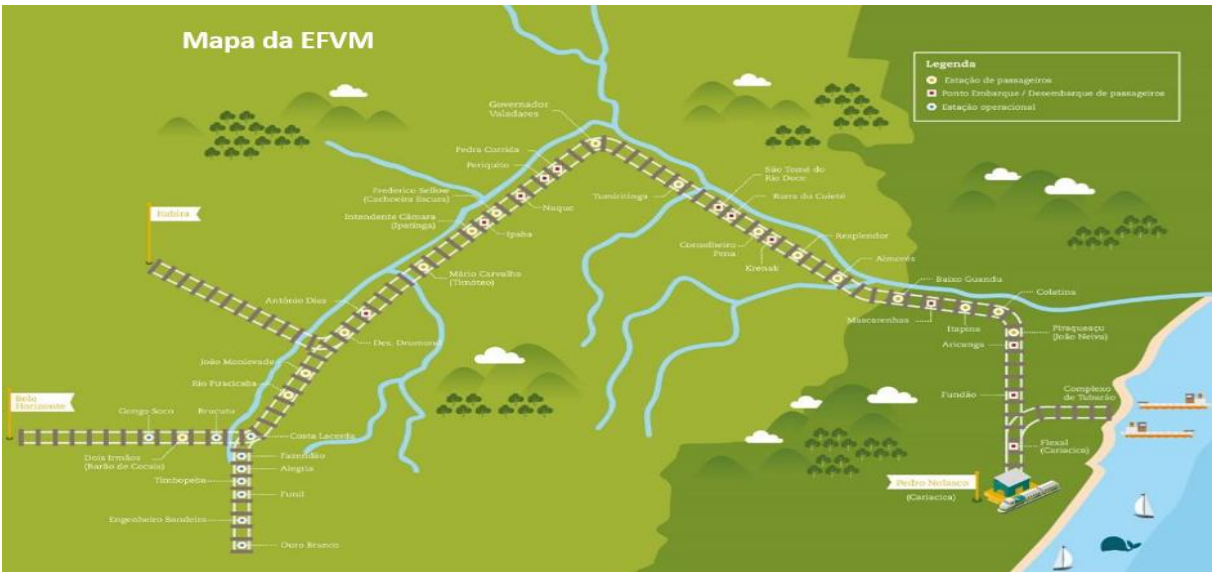 Mapa da EFVM
Legenda
Estação de passageiros
Ponto Embarque / Desembarque de passageiros
Estação operacional
Governador
Valadares
Pedra Corrida
Periquito
Frederico Sellow
(Cachoeira Escura)
Naque
Intendente Câmara
(Ipatinga)
Ipaba
Itabira
Mário Carvalho
(Timóteo)
Antônio Dias
Des. Drumond
João Monlevade
Rio Piracicaba
Belo
Horizonte
Gongo Soco
Brucutu
Costa Lacerda
Dois Irmãos
(Barão de Cocais)
Fazendão
Alegria
Timbopeba
Funil
Engenheiro Bandeira
Ouro Branco
São Tomé do
Rio Doce
Tumiritinga
Barra do Cuieté
Conselheiro
Pena
Krenak
Resplendor
Aimorés
Baixo Guandu
Mascarenhas
Itapina
Colatina
Piraqueaçu
(João Neiva)
Aricanga
Fundão
Complexo
de Tubarão
Flexal
(Cariacica)
Pedro Nolasco
(Cariacica)